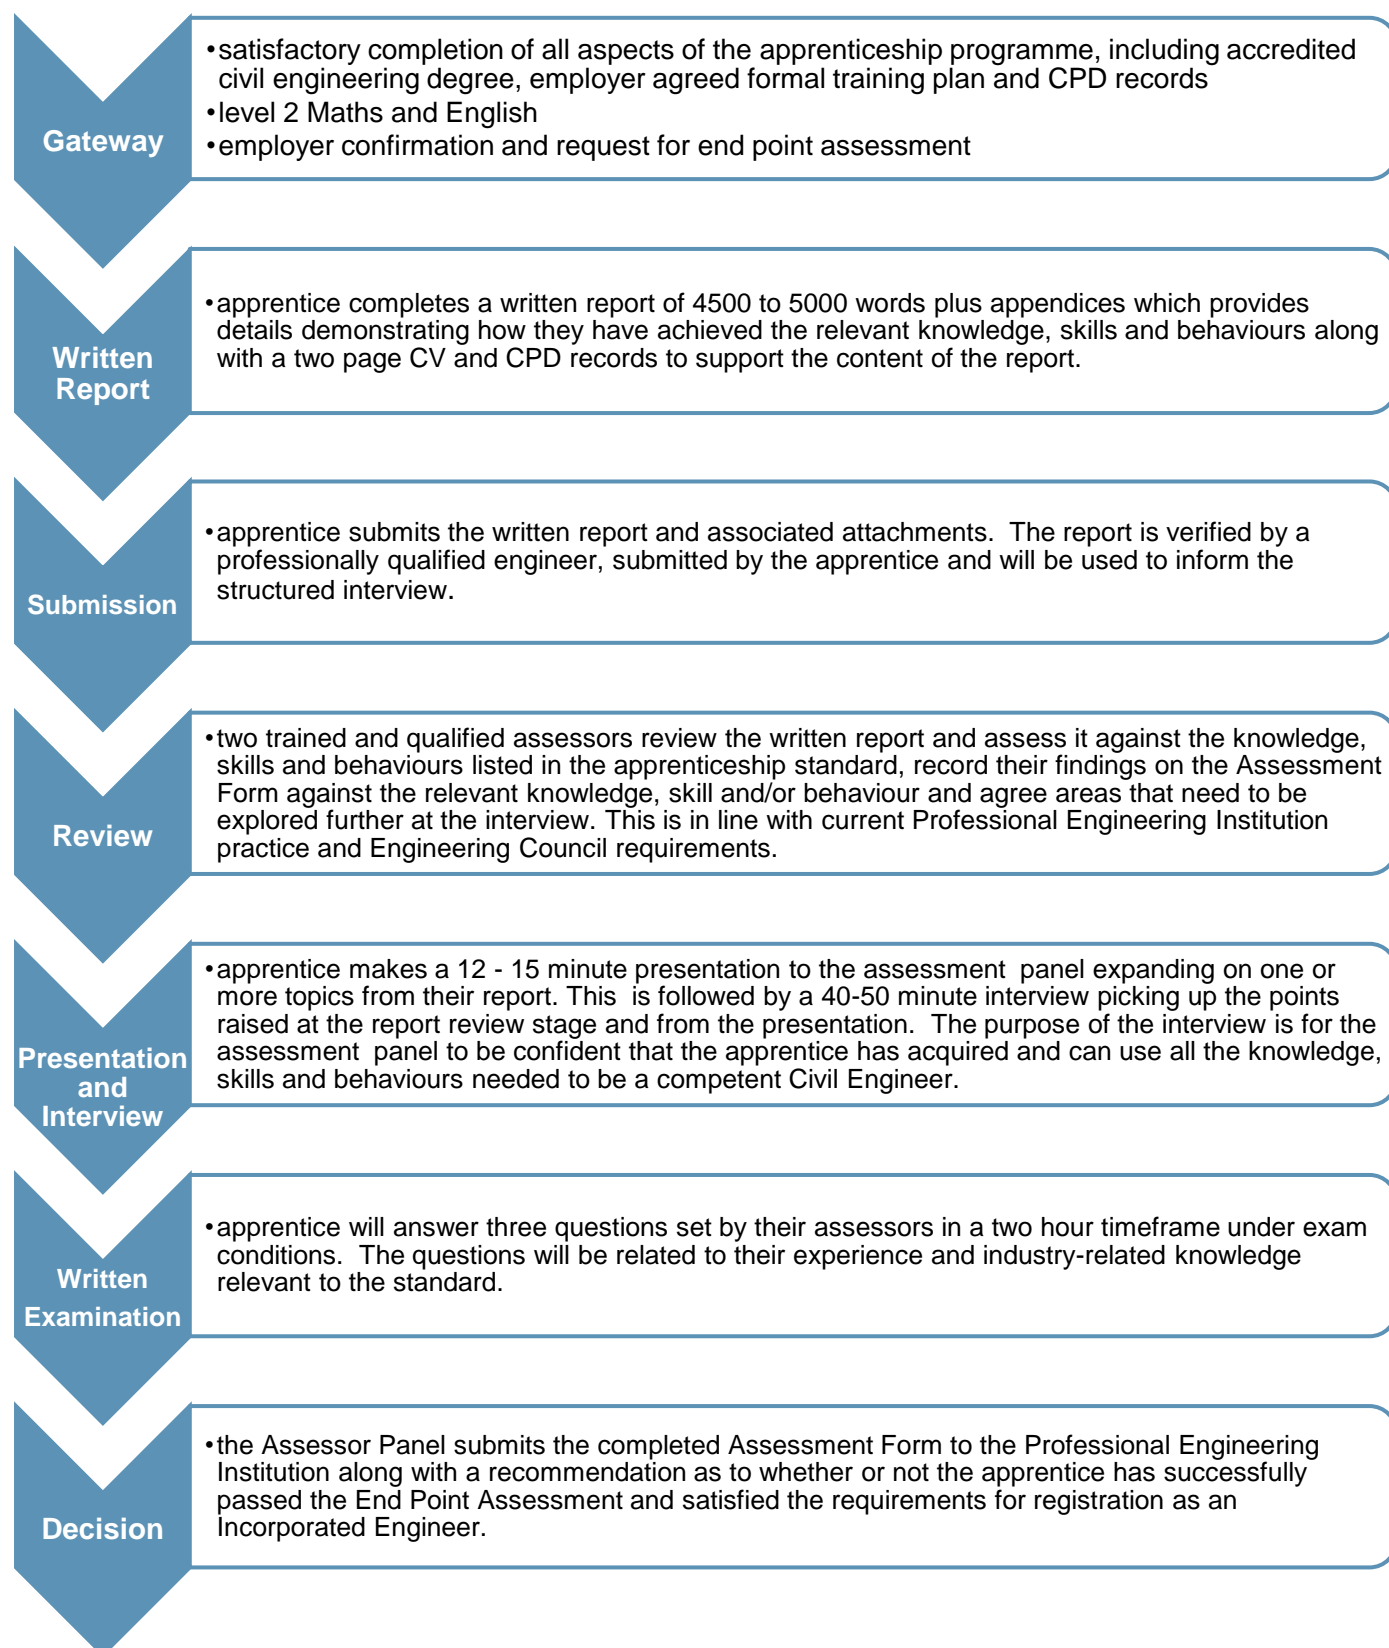 Gateway
•satisfactory completion of all aspects of the apprenticeship programme, including accredited
civil engineering degree, employer agreed formal training plan and CPD records
•level 2 Maths and English
•employer confirmation and request for end point assessment
Written
Report
•apprentice completes a written report of 4500 to 5000 words plus appendices which provides
details demonstrating how they have achieved the relevant knowledge, skills and behaviours along
with a two page CV and CPD records to support the content of the report.
Submission
•apprentice submits the written report and associated attachments.  The report is verified by a
professionally qualified engineer, submitted by the apprentice and will be used to inform the
structured interview.
Review
•two trained and qualified assessors review the written report and assess it against the knowledge,
skills and behaviours listed in the apprenticeship standard, record their findings on the Assessment
Form against the relevant knowledge, skill and/or behaviour and agree areas that need to be
explored further at the interview. This is in line with current Professional Engineering Institution
practice and Engineering Council requirements.
Presentation
and
Interview
•apprentice makes a 12 - 15 minute presentation to the assessment  panel expanding on one or
more topics from their report. This  is followed by a 40-50 minute interview picking up the points
raised at the report review stage and from the presentation.  The purpose of the interview is for the
assessment  panel to be confident that the apprentice has acquired and can use all the knowledge,
skills and behaviours needed to be a competent Civil Engineer.
Written
Examination
•apprentice will answer three questions set by their assessors in a two hour timeframe under exam
conditions.  The questions will be related to their experience and industry-related knowledge
relevant to the standard.
Decision
•the Assessor Panel submits the completed Assessment Form to the Professional Engineering
Institution along with a recommendation as to whether or not the apprentice has successfully
passed the End Point Assessment and satisfied the requirements for registration as an
Incorporated Engineer.